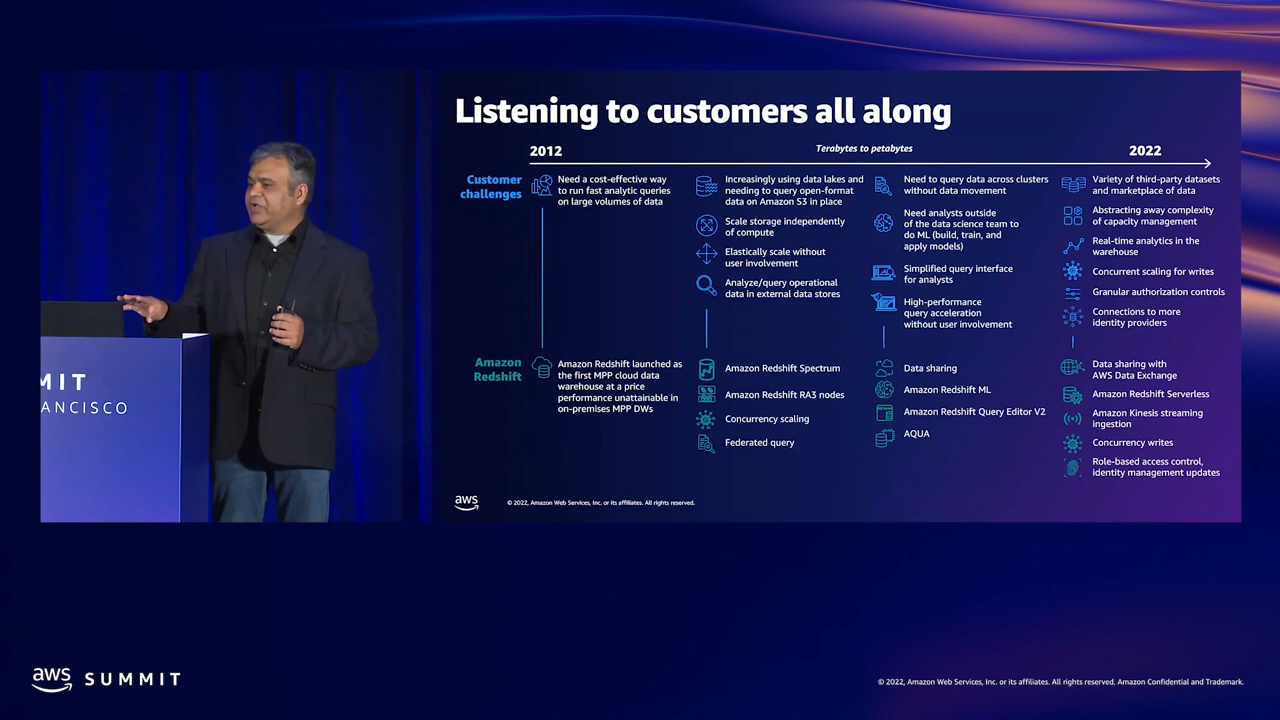 Listening to customers all along
2012
Terabytes to petabytes
2022
Customer
challenges
Need a cost-effective way
to run fast analytic queries
on large volumes of data
Increasingly using data lakes and
needing to query open-format
data on Amazon S3 in place
Scale storage independently
of compute
Elastically scale without
user involvement
Analyze/query operational
data in external data stores
Need to query data across clusters
without data movement
Need analysts outside
of the data science team to
do ML (build, train, and
apply models)
Simplified query interface
for analysts
High-performance
query acceleration
without user involvement
Variety of third-party datasets
and marketplace of data
Abstracting away complexity
of capacity management
Real-time analytics in the
warehouse
Concurrent scaling for writes
Granular authorization controls
Connections to more
identity providers
Amazon
Redshift
Amazon Redshift launched as
the first MPP cloud data
warehouse at a price
performance unattainable in
on-premises MPP DWs
Amazon Redshift Spectrum
Amazon Redshift RA3 nodes
Concurrency scaling
Federated query
Data sharing
Amazon Redshift ML
Amazon Redshift Query Editor V2
AQUA
Data sharing with
AWS Data Exchange
Amazon Redshift Serverless
Amazon Kinesis streaming
ingestion
Concurrency writes
Role-based access control,
identity management updates
aws
© 2022, Amazon Web Services, Inc. or its affiliates. All rights reserved.
MIT
ANCISCO
aws SUMMIT
© 2022, Amazon Web Services, Inc. or its affiliates. All rights reserved. Amazon Confidential and Trademark.